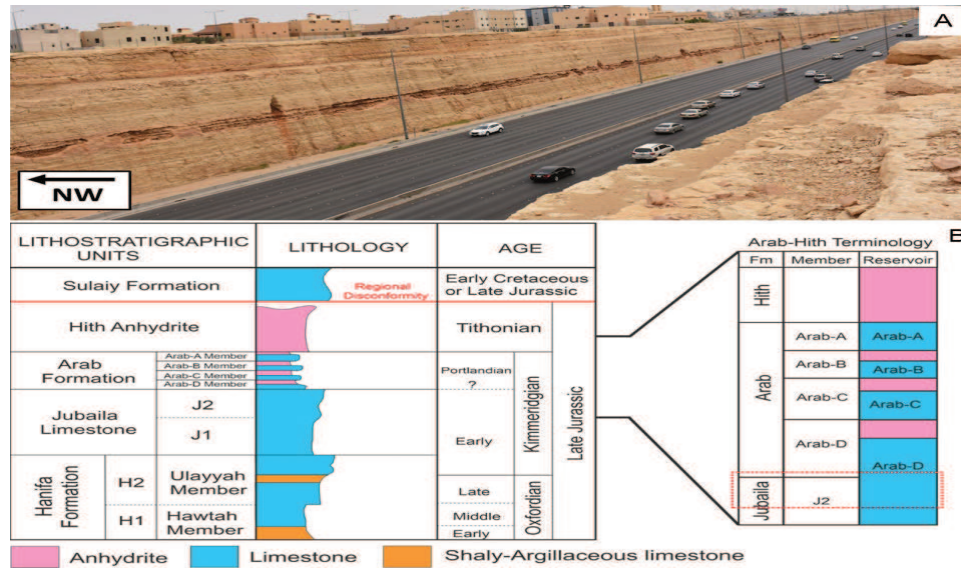 A
NW
B
LITHOSTRATIGRAPHIC
UNITS
LITHOLOGY
AGE
Sulaiy Formation
Regional
Disconformity
Early Cretaceous
or Late Jurassic
Hith Anhydrite
Tithonian
Arab
Formation
Arab-A Member
Arab-B Member
Arab-C Member
Arab-D Member
Portlandian
?
Jubaila
Limestone
J2
J1
Early
Kimmeridgian
Late Jurassic
Hanifa
Formation
H2
Ulayyah
Member
H1
Hawtah
Member
Late
Middle
Early
Oxfordian
Arab-Hith Terminology
Fm
Member
Reservoir
Hith
Arab
Arab-A
Arab-A
Arab-B
Arab-B
Arab-C
Arab-C
Arab-D
Arab-D
Jubaila
J2
Anhydrite
Limestone
Shaly-Argillaceous limestone